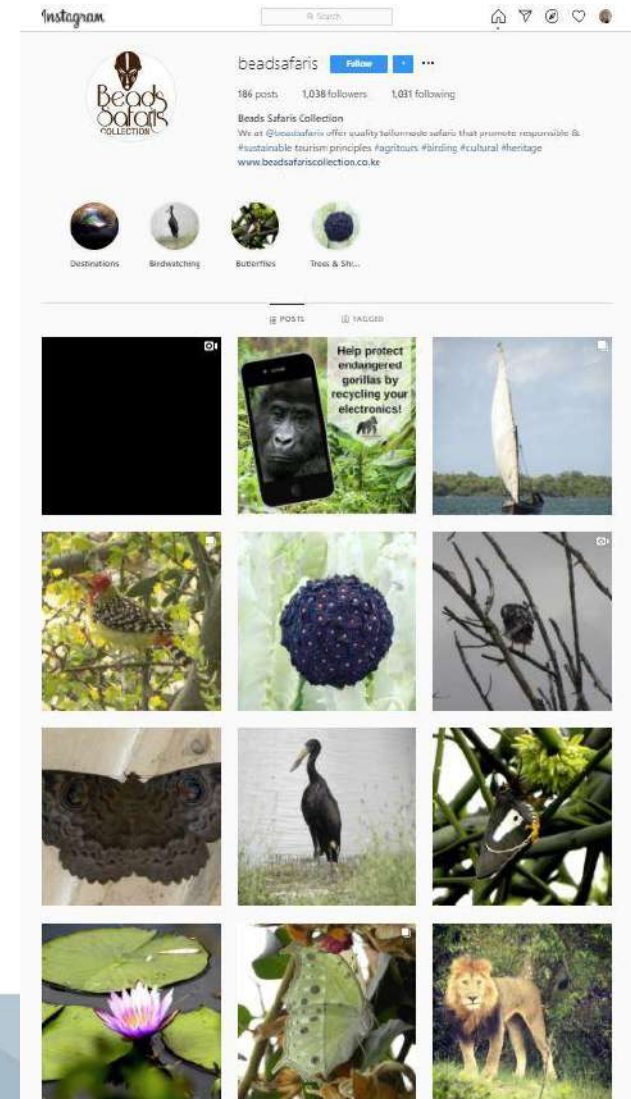 Instagram
Search
Beads
Safaris
COLLECTION
beadsafaris Follow
186 posts 1,038 followers 1,031 following
Beads Safaris Collection
We at @beadsafaris offer quality tailormade safaris that promote responsible &
#sustainable tourism principles #agritours #birding #cultural #heritage
www.beadsafariscollection.co.ke
Destinations Birdwatching Butterflies Trees & Shr...
POSTS TAGGED
Help protect
endangered
gorillas by
recycling your
electronics!